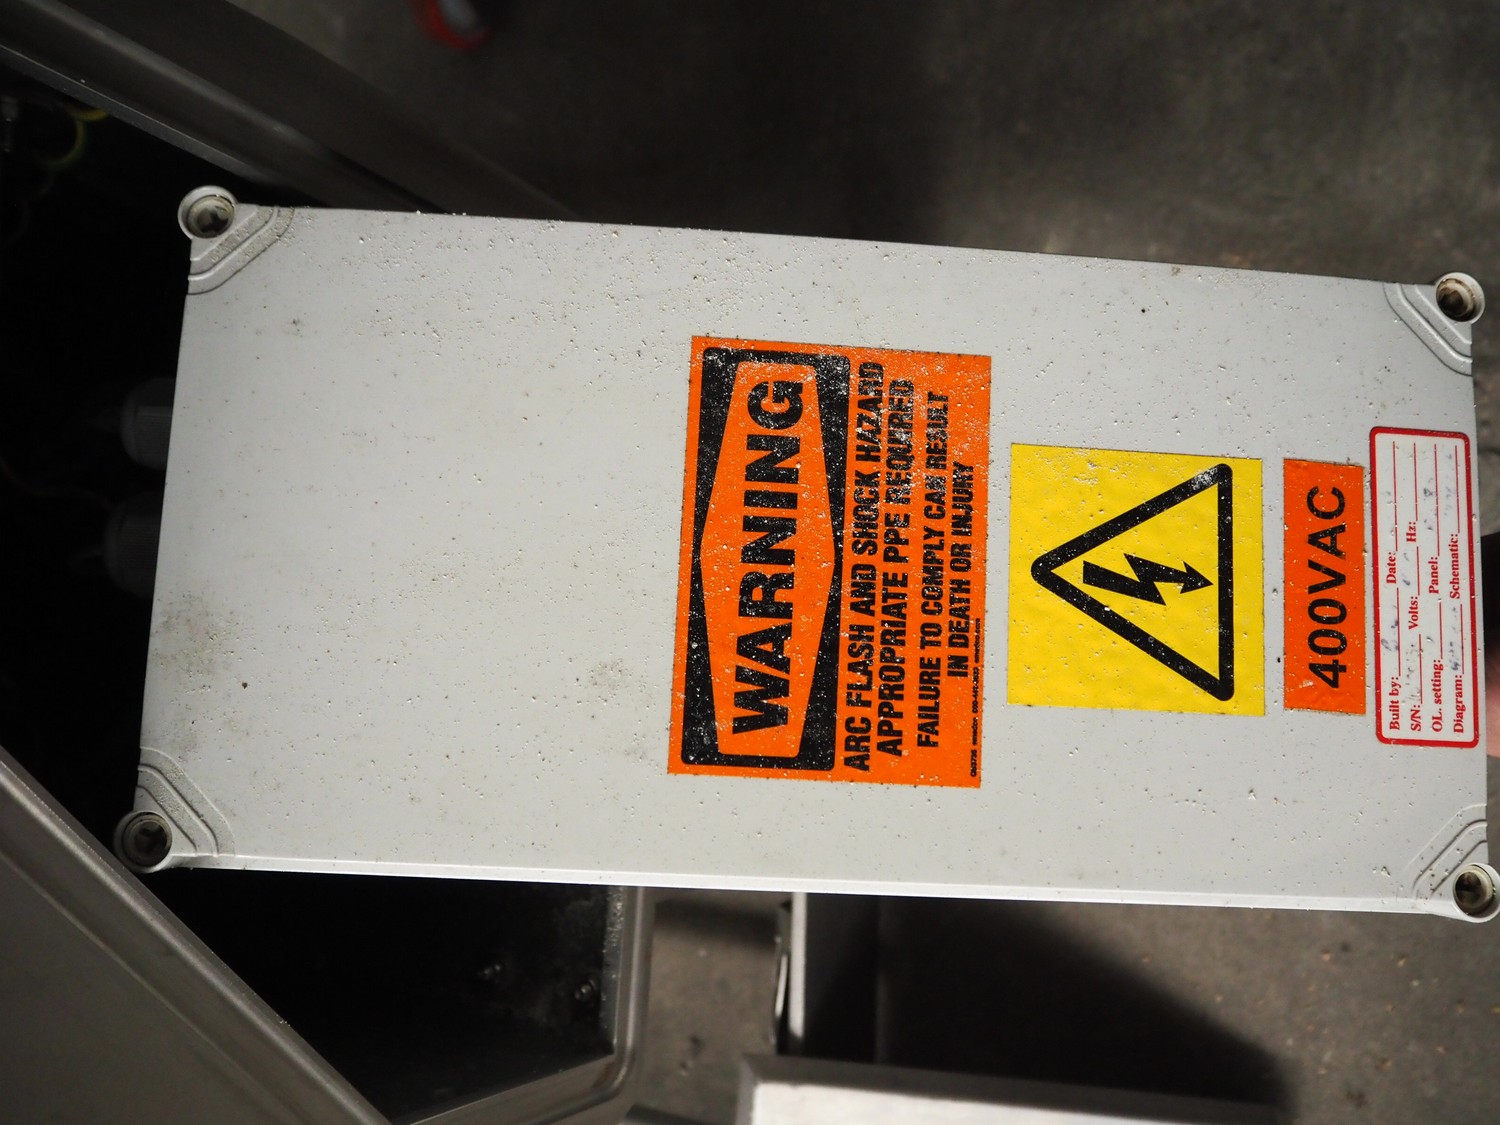 WARNING
ARC FLASH AND SHOCK HAZARD
APPROPRIATE PPE REQUIRED
FAILURE TO COMPLY CAN RESULT
IN DEATH OR INJURY
400VAC
Built by: Date:
S/N: Volts: Hz:
OL. setting: Panel:
Diagram: Schematic: